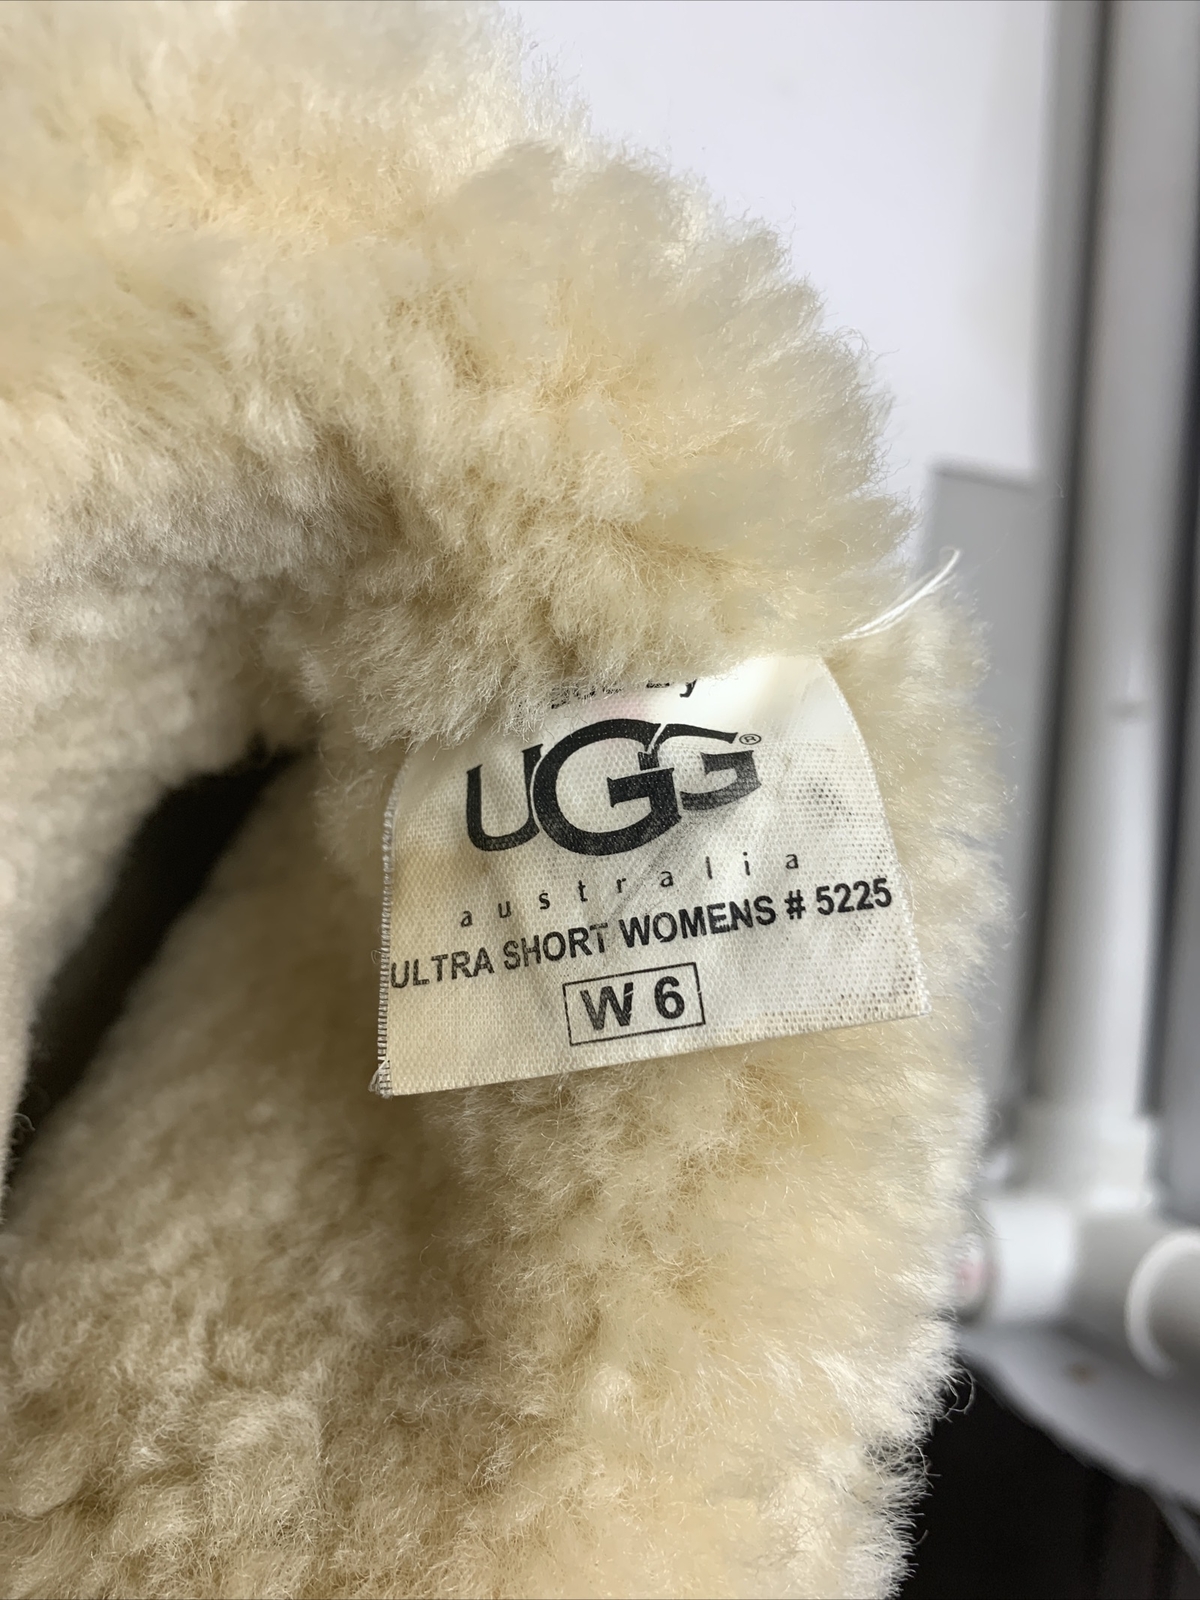 UGG®
australia
ULTRA SHORT WOMENS # 5225
W 6